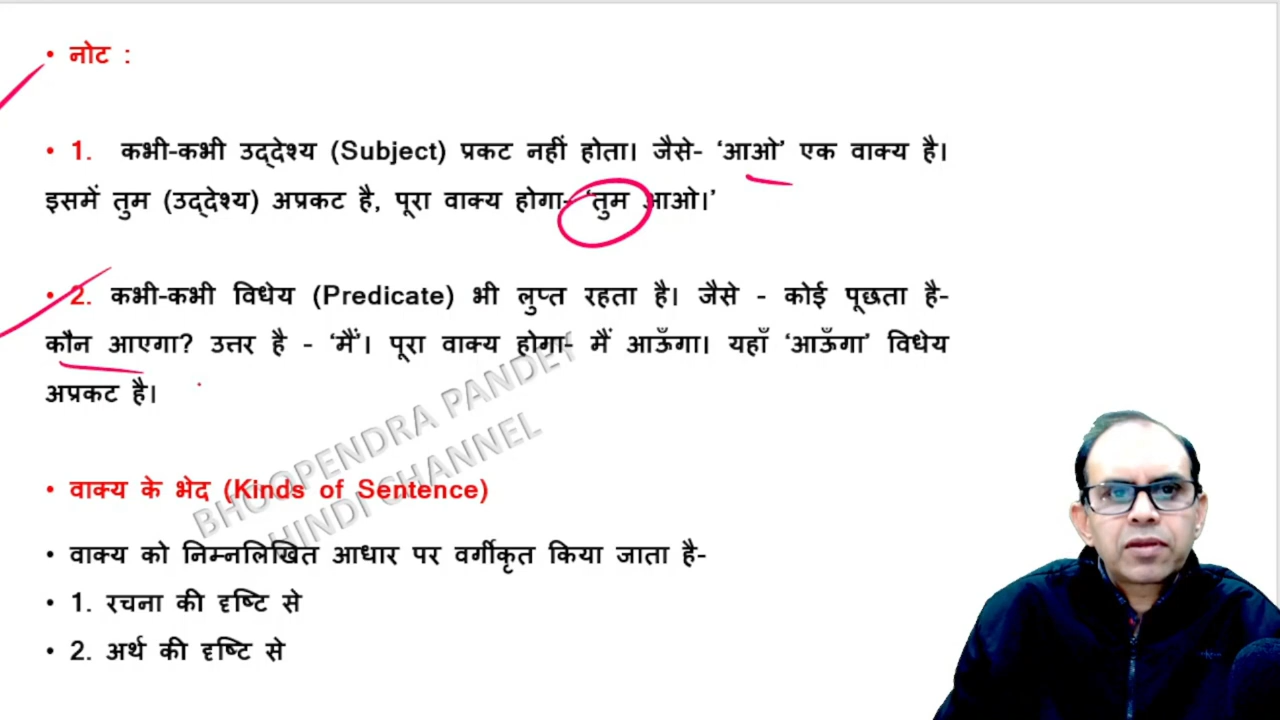 • नोट :
• 1. कभी-कभी उद्देश्य (Subject) प्रकट नहीं होता। जैसे- ‘आओ’ एक वाक्य है।
इसमें तुम (उद्देश्य) अप्रकट है, पूरा वाक्य होगा- ‘तुम आओ।’
• 2. कभी-कभी विधेय (Predicate) भी लुप्त रहता है। जैसे - कोई पूछता है-
कौन आएगा? उत्तर है - ‘मैं’। पूरा वाक्य होगा- मैं आऊँगा। यहाँ ‘आऊँगा’ विधेय
अप्रकट है।
BHOOPENDRA PANDEY
HINDI CHANNEL
• वाक्य के भेद (Kinds of Sentence)
• वाक्य को निम्नलिखित आधार पर वर्गीकृत किया जाता है-
• 1. रचना की दृष्टि से
• 2. अर्थ की दृष्टि से